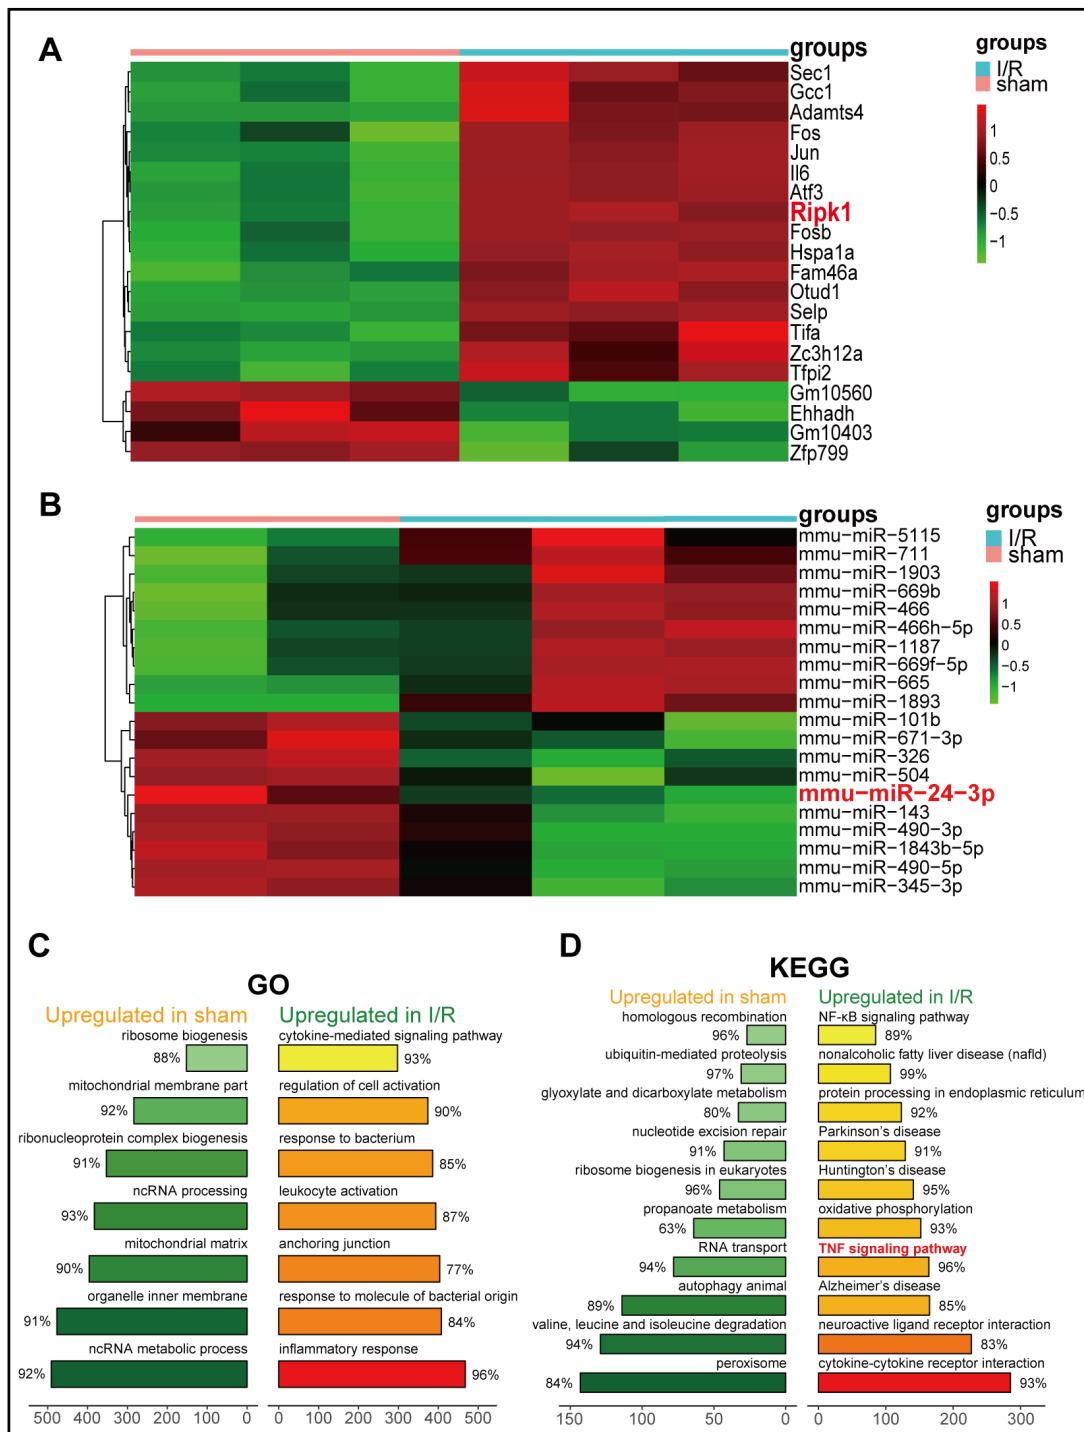 A
groups
Sec1
Gcc1
Adamts4
Fos
Jun
Il6
Atf3
Ripk1
Fosb
Hspa1a
Fam46a
Otud1
Selp
Tifa
Zc3h12a
Tfpi2
Gm10560
Ehhadh
Gm10403
Zfp799
groups
I/R
sham
1
0.5
0
−0.5
−1
B
groups
mmu−miR−5115
mmu−miR−711
mmu−miR−1903
mmu−miR−669b
mmu−miR−466
mmu−miR−466h−5p
mmu−miR−1187
mmu−miR−669f−5p
mmu−miR−665
mmu−miR−1893
mmu−miR−101b
mmu−miR−671−3p
mmu−miR−326
mmu−miR−504
mmu−miR−24−3p
mmu−miR−143
mmu−miR−490−3p
mmu−miR−1843b−5p
mmu−miR−490−5p
mmu−miR−345−3p
groups
I/R
sham
1
0.5
0
−0.5
−1
C
GO
Upregulated in sham
ribosome biogenesis
88%
mitochondrial membrane part
92%
ribonucleoprotein complex biogenesis
91%
ncRNA processing
93%
mitochondrial matrix
90%
organelle inner membrane
91%
ncRNA metabolic process
92%
500 400 300 200 100 0
Upregulated in I/R
cytokine-mediated signaling pathway
93%
regulation of cell activation
90%
response to bacterium
85%
leukocyte activation
87%
anchoring junction
77%
response to molecule of bacterial origin
84%
inflammatory response
96%
0 100 200 300 400 500
D
KEGG
Upregulated in sham
homologous recombination
96%
ubiquitin-mediated proteolysis
97%
glyoxylate and dicarboxylate metabolism
80%
nucleotide excision repair
91%
ribosome biogenesis in eukaryotes
96%
propanoate metabolism
63%
RNA transport
94%
autophagy animal
89%
valine, leucine and isoleucine degradation
94%
peroxisome
84%
150 100 50 0
Upregulated in I/R
NF-κB signaling pathway
89%
nonalcoholic fatty liver disease (nafld)
99%
protein processing in endoplasmic reticulum
92%
Parkinson's disease
91%
Huntington's disease
95%
oxidative phosphorylation
93%
TNF signaling pathway
96%
Alzheimer's disease
85%
neuroactive ligand receptor interaction
83%
cytokine-cytokine receptor interaction
93%
0 100 200 300